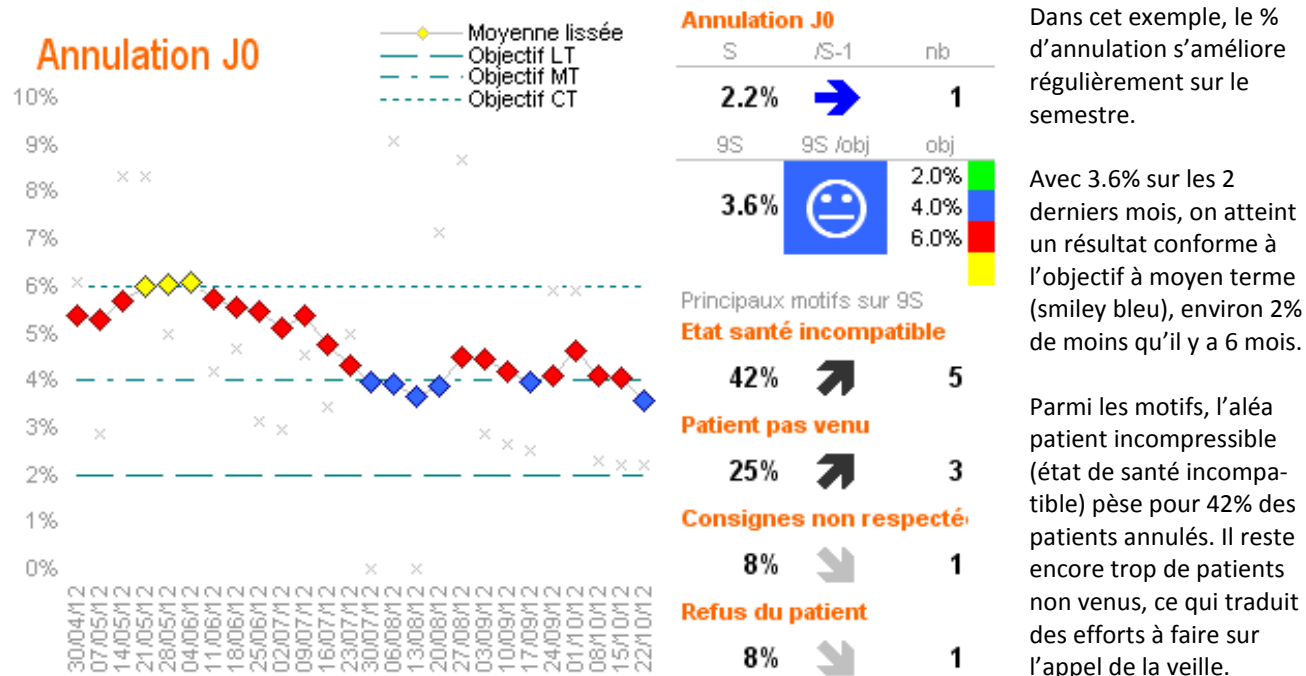 Annulation J0
Moyenne lissée
Objectif LT
Objectif MT
Objectif CT
10%
9%
8%
7%
6%
5%
4%
3%
2%
1%
0%
30/04/12
07/05/12
14/05/12
21/05/12
28/05/12
04/06/12
11/06/12
18/06/12
25/06/12
02/07/12
09/07/12
16/07/12
23/07/12
30/07/12
06/08/12
13/08/12
20/08/12
27/08/12
03/09/12
10/09/12
17/09/12
24/09/12
01/10/12
08/10/12
15/10/12
22/10/12
Annulation J0
S /S-1 nb
2.2% 1
9S 9S /obj obj
2.0%
3.6% 4.0%
6.0%
Principaux motifs sur 9S
Etat santé incompatible
42% 5
Patient pas venu
25% 3
Consignes non respectée
8% 1
Refus du patient
8% 1
Dans cet exemple, le %
d’annulation s’améliore
régulièrement sur le
semestre.
Avec 3.6% sur les 2
derniers mois, on atteint
un résultat conforme à
l’objectif à moyen terme
(smiley bleu), environ 2%
de moins qu’il y a 6 mois.
Parmi les motifs, l’aléa
patient incompressible
(état de santé incompa-
tible) pèse pour 42% des
patients annulés. Il reste
encore trop de patients
non venus, ce qui traduit
des efforts à faire sur
l’appel de la veille.